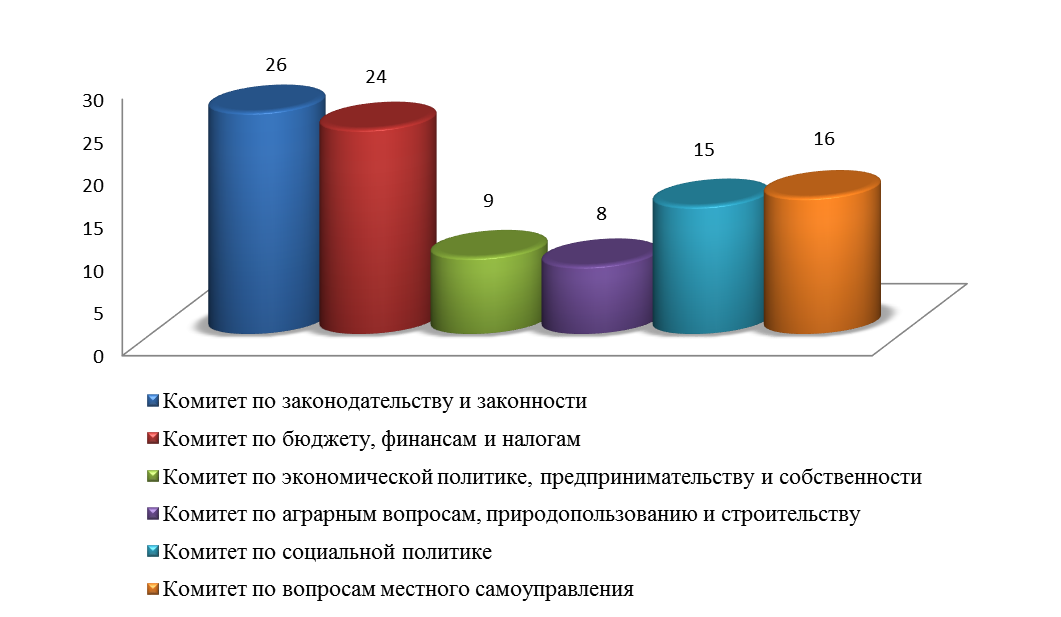 26
24
9
8
15
16
30
25
20
15
10
5
0
Комитет по законодательству и законности
Комитет по бюджету, финансам и налогам
Комитет по экономической политике, предпринимательству и собственности
Комитет по аграрным вопросам, природопользованию и строительству
Комитет по социальной политике
Комитет по вопросам местного самоуправления